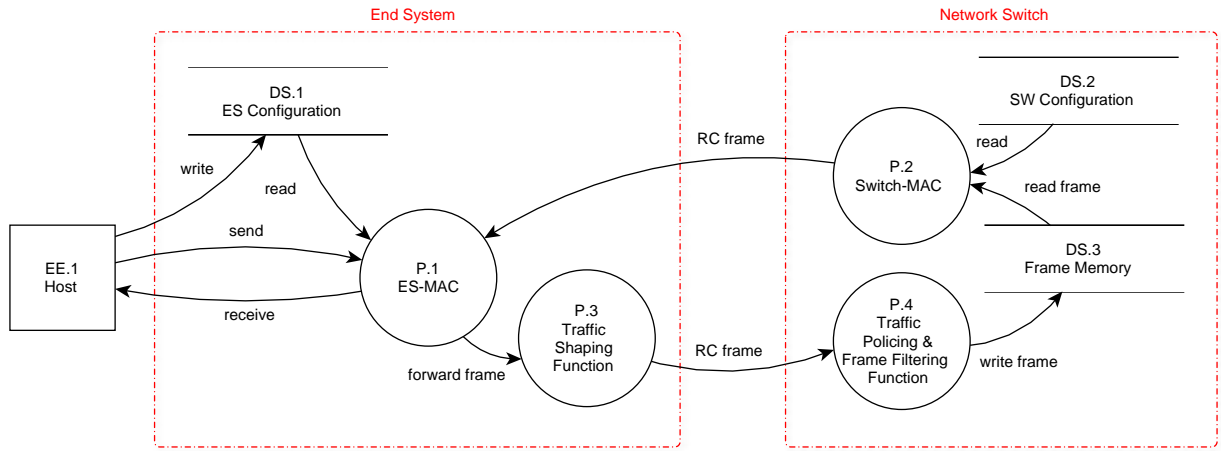 End System
Network Switch
DS.1
ES Configuration
DS.2
SW Configuration
write
read
RC frame
read
P.2
Switch-MAC
read frame
EE.1
Host
send
receive
P.1
ES-MAC
DS.3
Frame Memory
forward frame
P.3
Traffic
Shaping
Function
RC frame
P.4
Traffic
Policing &
Frame Filtering
Function
write frame